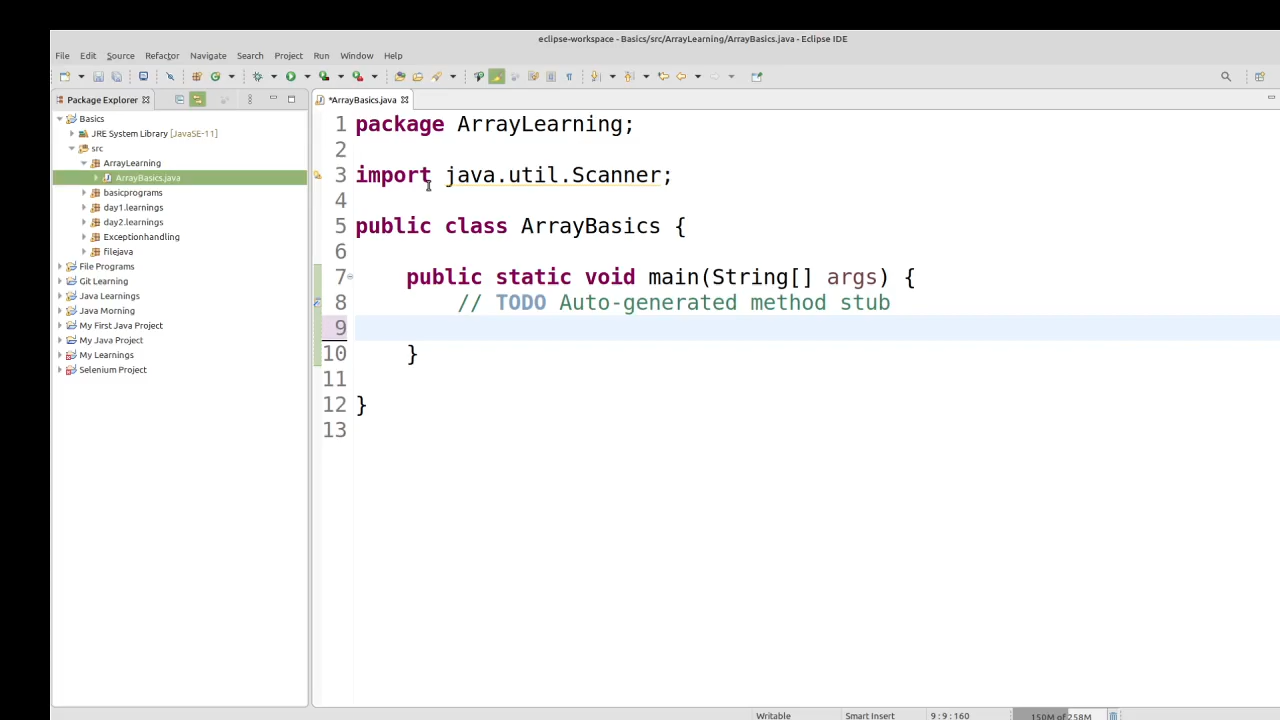 eclipse-workspace - Basics/src/ArrayLearning/ArrayBasics.java - Eclipse IDE
File Edit Source Refactor Navigate Search Project Run Window Help
Package Explorer
*ArrayBasics.java
Basics
JRE System Library [JavaSE-11]
src
ArrayLearning
ArrayBasics.java
basicprograms
day1.learnings
day2.learnings
Exceptionhandling
filejava
File Programs
Git Learning
Java Learnings
Java Morning
My First Java Project
My Java Project
My Learnings
Selenium Project
1 package ArrayLearning;
2
3 import java.util.Scanner;
4
5 public class ArrayBasics {
6
7 public static void main(String[] args) {
8 // TODO Auto-generated method stub
9
10 }
11
12 }
13
Writable Smart Insert 9:9:160 150M of 258M